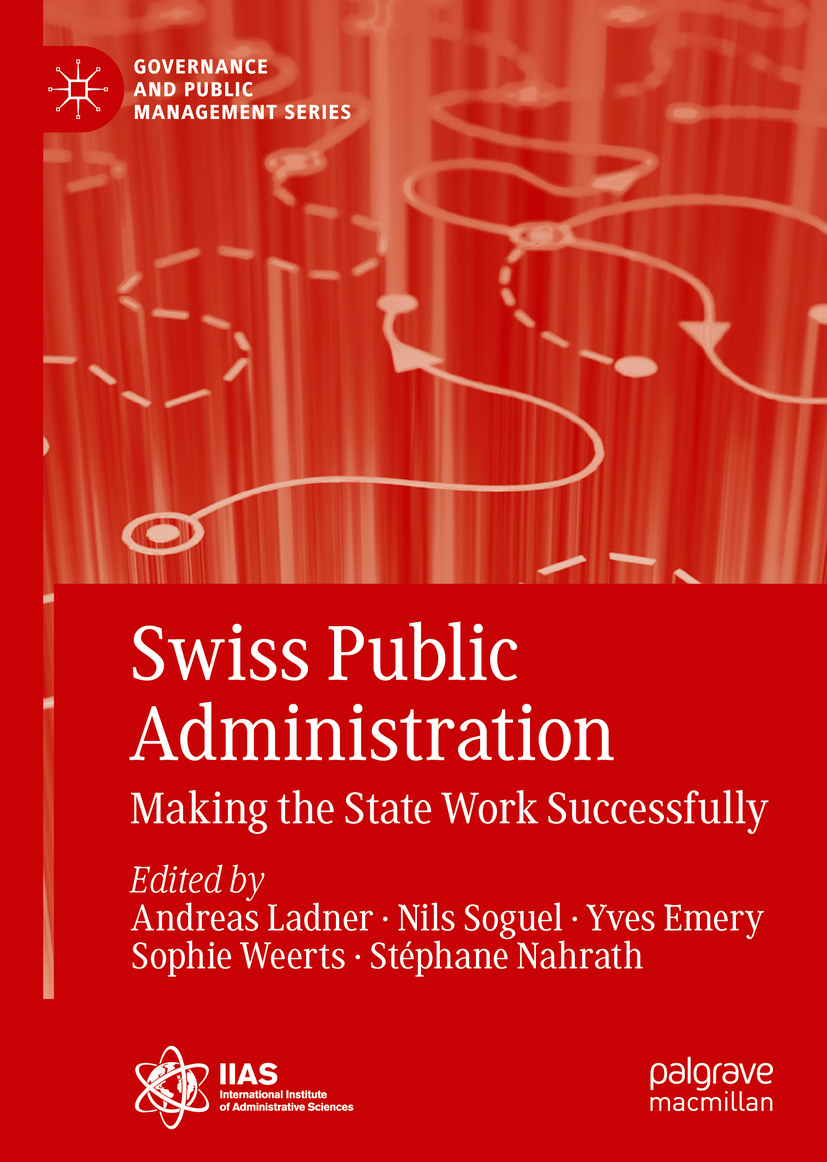 GOVERNANCE
AND PUBLIC
MANAGEMENT SERIES
Swiss Public
Administration
Making the State Work Successfully
Edited by
Andreas Ladner · Nils Soguel · Yves Emery
Sophie Weerts · Stéphane Nahrath
IIAS
International Institute
of Administrative Sciences
palgrave
macmillan